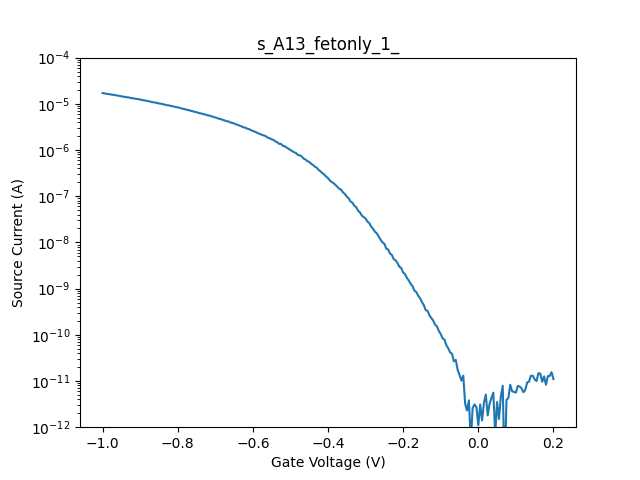 s_A13_fetonly_1_
Source Current (A)
10⁻⁴
10⁻⁵
10⁻⁶
10⁻⁷
10⁻⁸
10⁻⁹
10⁻¹⁰
10⁻¹¹
10⁻¹²
−1.0 −0.8 −0.6 −0.4 −0.2 0.0 0.2
Gate Voltage (V)